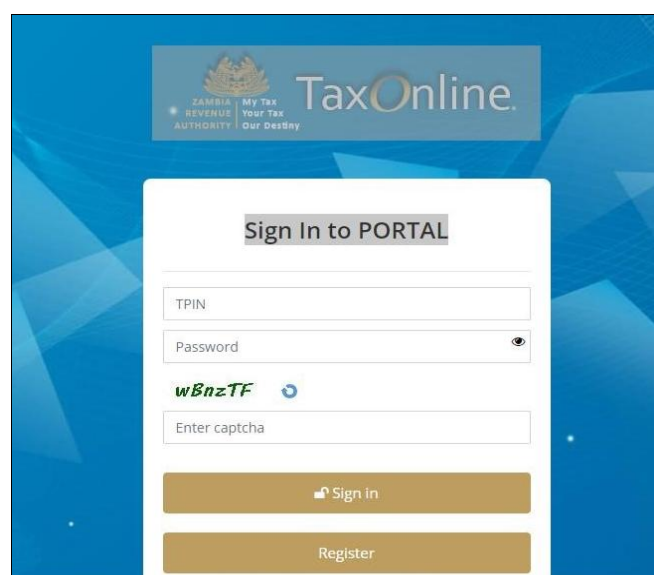 ZAMBIA
REVENUE
AUTHORITY
My Tax
Your Tax
Our Destiny
TaxOnline.
Sign In to PORTAL
TPIN
Password
wBnzTF
Enter captcha
Sign in
Register